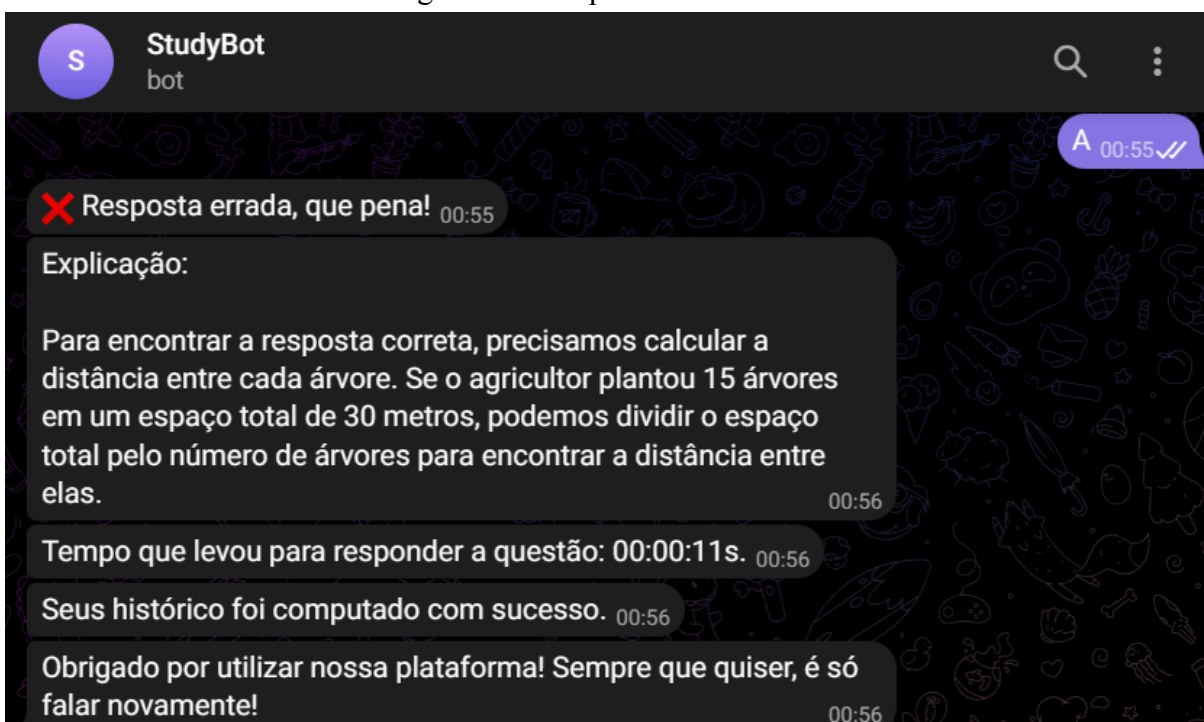 S
StudyBot
bot
A 00:55
Resposta errada, que pena! 00:55
Explicação:
Para encontrar a resposta correta, precisamos calcular a
distância entre cada árvore. Se o agricultor plantou 15 árvores
em um espaço total de 30 metros, podemos dividir o espaço
total pelo número de árvores para encontrar a distância entre
elas. 00:56
Tempo que levou para responder a questão: 00:00:11s. 00:56
Seus histórico foi computado com sucesso. 00:56
Obrigado por utilizar nossa plataforma! Sempre que quiser, é só
falar novamente! 00:56